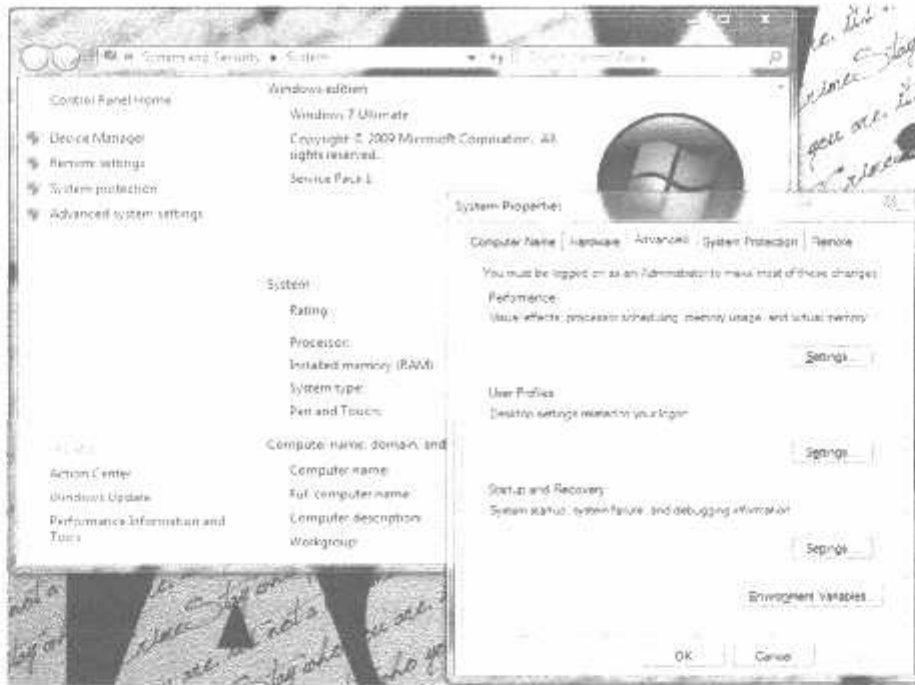 System and Security ▸ System
Control Panel Home
Device Manager
Remote settings
System protection
Advanced system settings
Action Center
Windows Update
Performance Information and
Tools
Windows edition
Windows 7 Ultimate
Copyright © 2009 Microsoft Corporation. All
rights reserved.
Service Pack 1
System
Rating:
Processor:
Installed memory (RAM)
System type:
Pen and Touch:
Computer name, domain, and
Computer name:
Full computer name
Computer description:
Workgroup:
System Properties
Computer Name
Hardware
Advanced
System Protection
Remote
You must be logged on as an Administrator to make most of these changes.
Performance
Visual effects, processor scheduling, memory usage, and virtual memory
Settings...
User Profiles
Desktop settings related to your logon
Settings...
Startup and Recovery
System startup, system failure, and debugging information
Settings...
Environment Variables...
OK
Cancel
you are.
Crime